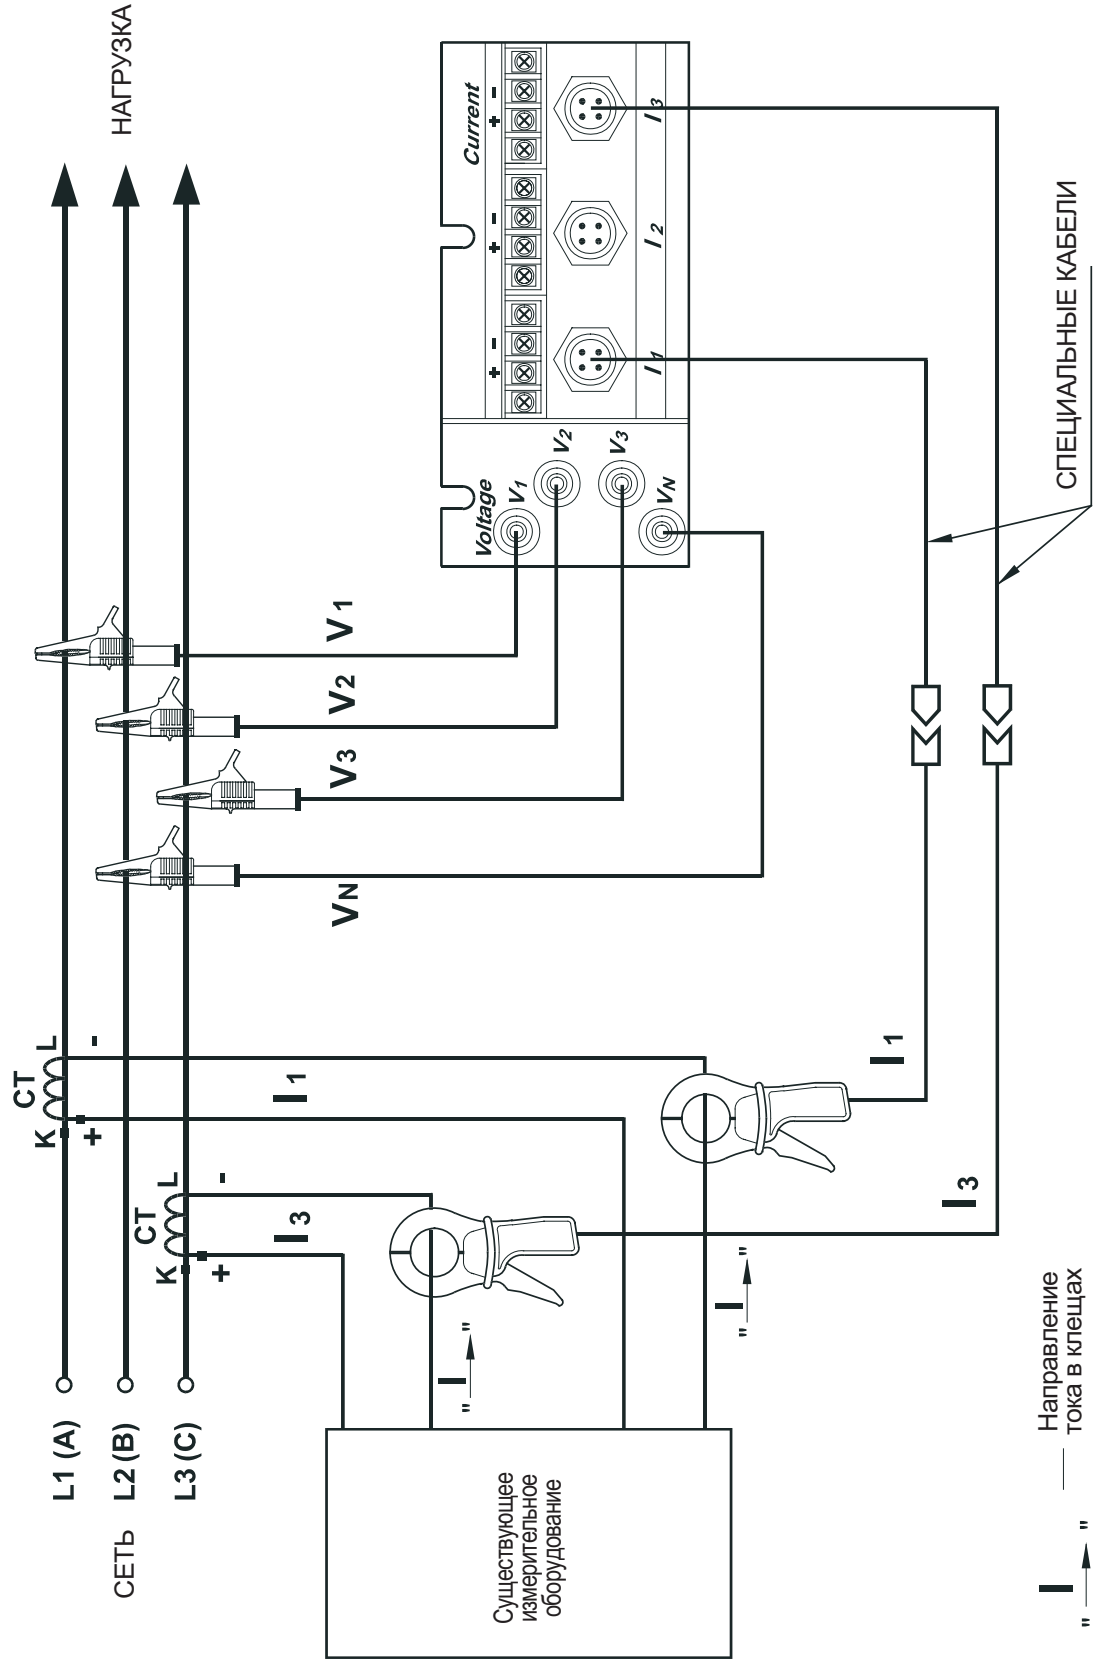 СЕТЬ
L1 (A)
L2 (B)
L3 (C)
НАГРУЗКА
K
CT
L
+
-
K
CT
L
+
-
I3
I1
VN
V3
V2
V1
Voltage
V1
V2
V3
VN
Current
+ -
+ -
+ -
I1
I2
I3
Существующее
измерительное
оборудование
" I "
" I "
I3
I1
СПЕЦИАЛЬНЫЕ КАБЕЛИ
" I " — Направление
тока в клещах